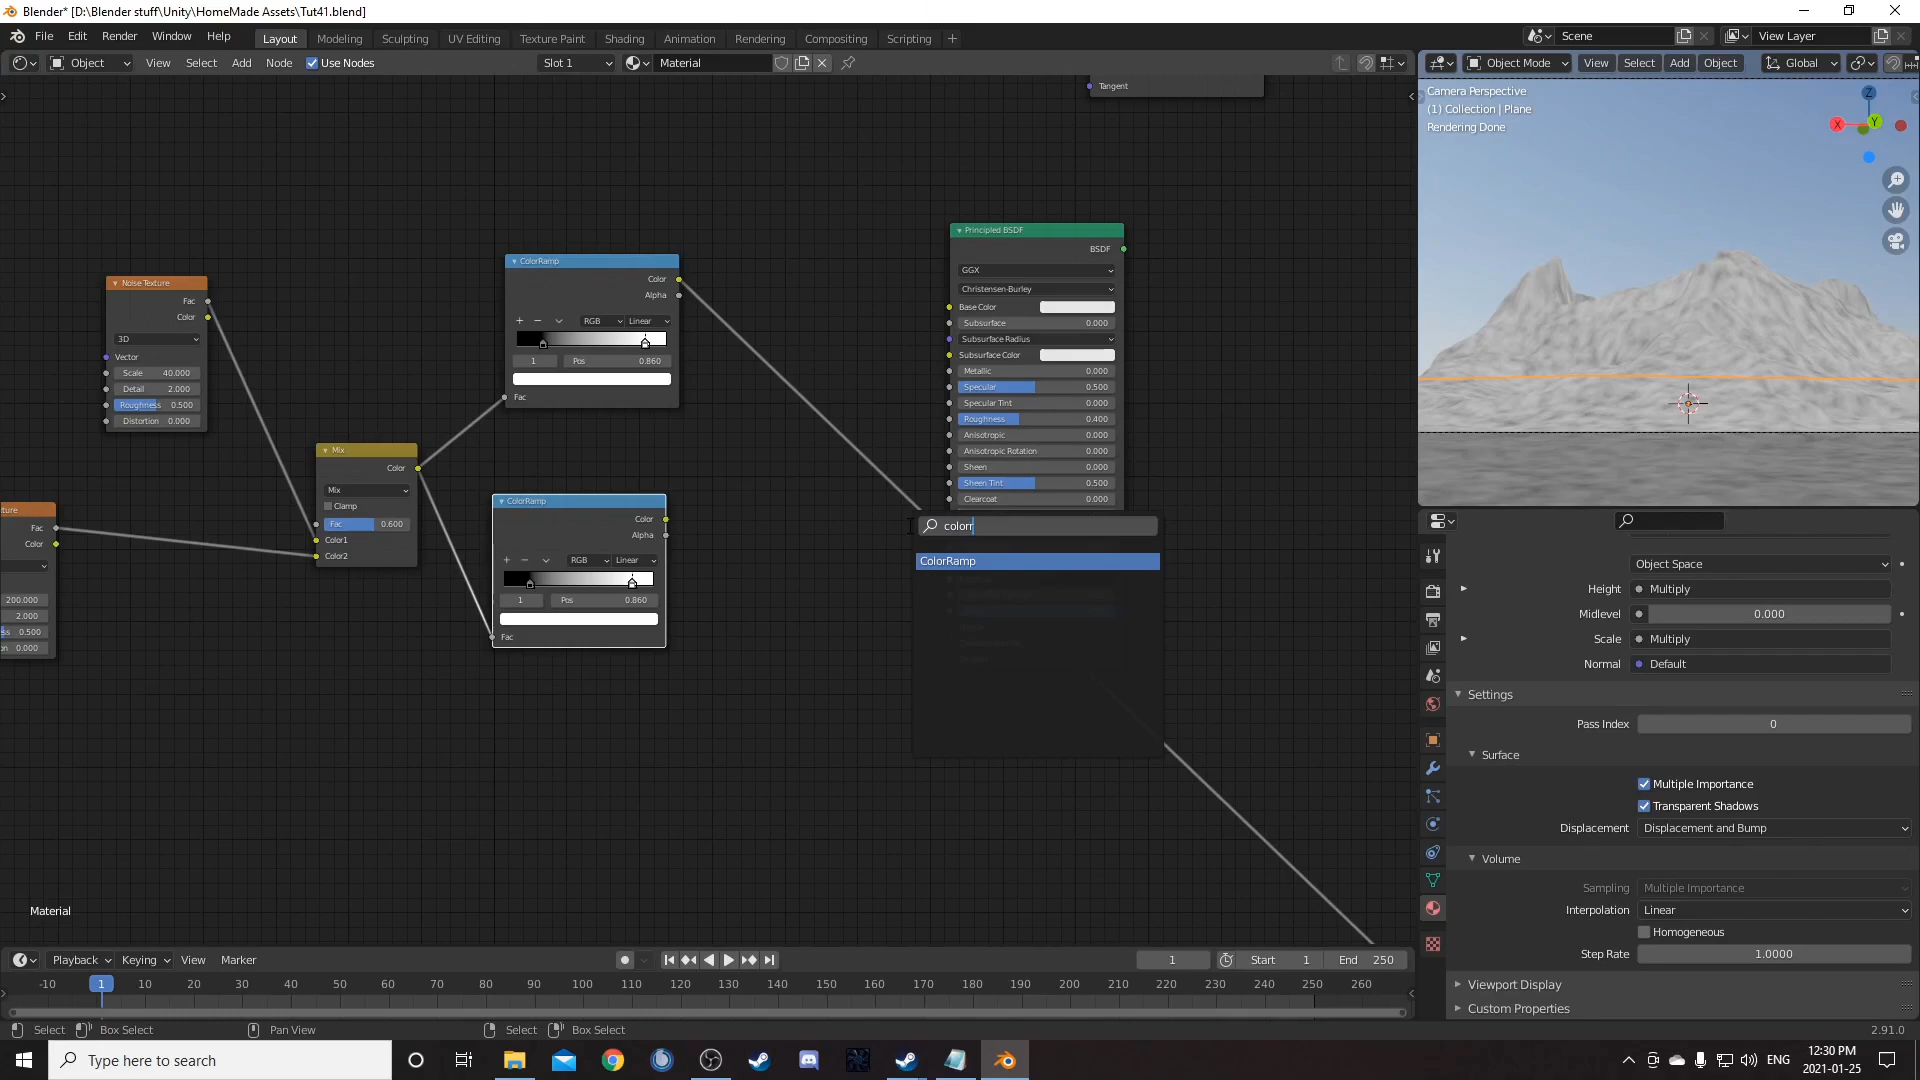 Blender* [D:\Blender stuff\Unity\HomeMade Assets\Tut41.blend]
File Edit Render Window Help Layout Modeling Sculpting UV Editing Texture Paint Shading Animation Rendering Compositing Scripting + Scene View Layer
Object View Select Add Node Use Nodes Slot 1 Material Object Mode View Select Add Object Global
Tangent
Camera Perspective
(1) Collection | Plane
Rendering Done
Z
X
Y
Noise Texture
Fac
Color
3D
Vector
Scale 40.000
Detail 2.000
Roughness 0.500
Distortion 0.000
Fac
Color
200.000
2.000
0.500
0.000
Mix
Color
Mix
Clamp
Fac 0.600
Color1
Color2
ColorRamp
Color
Alpha
RGB Linear
1 Pos 0.860
Fac
ColorRamp
Color
Alpha
RGB Linear
1 Pos 0.860
Fac
Principled BSDF
BSDF
GGX
Christensen-Burley
Base Color
Subsurface 0.000
Subsurface Radius
Subsurface Color
Metallic 0.000
Specular 0.500
Specular Tint 0.000
Roughness 0.400
Anisotropic 0.000
Anisotropic Rotation 0.000
Sheen 0.000
Sheen Tint 0.500
Clearcoat 0.000
colorr
ColorRamp
Object Space
Height Multiply
Midlevel 0.000
Scale Multiply
Normal Default
Settings
Pass Index 0
Surface
Multiple Importance
Transparent Shadows
Displacement Displacement and Bump
Volume
Sampling Multiple Importance
Interpolation Linear
Homogeneous
Step Rate 1.0000
Viewport Display
Custom Properties
Material
Playback Keying View Marker 1 Start 1 End 250
-10 1 10 20 30 40 50 60 70 80 90 100 110 120 130 140 150 160 170 180 190 200 210 220 230 240 250 260
Select Box Select Pan View Select Box Select 2.91.0
Type here to search
ENG
12:30 PM
2021-01-25